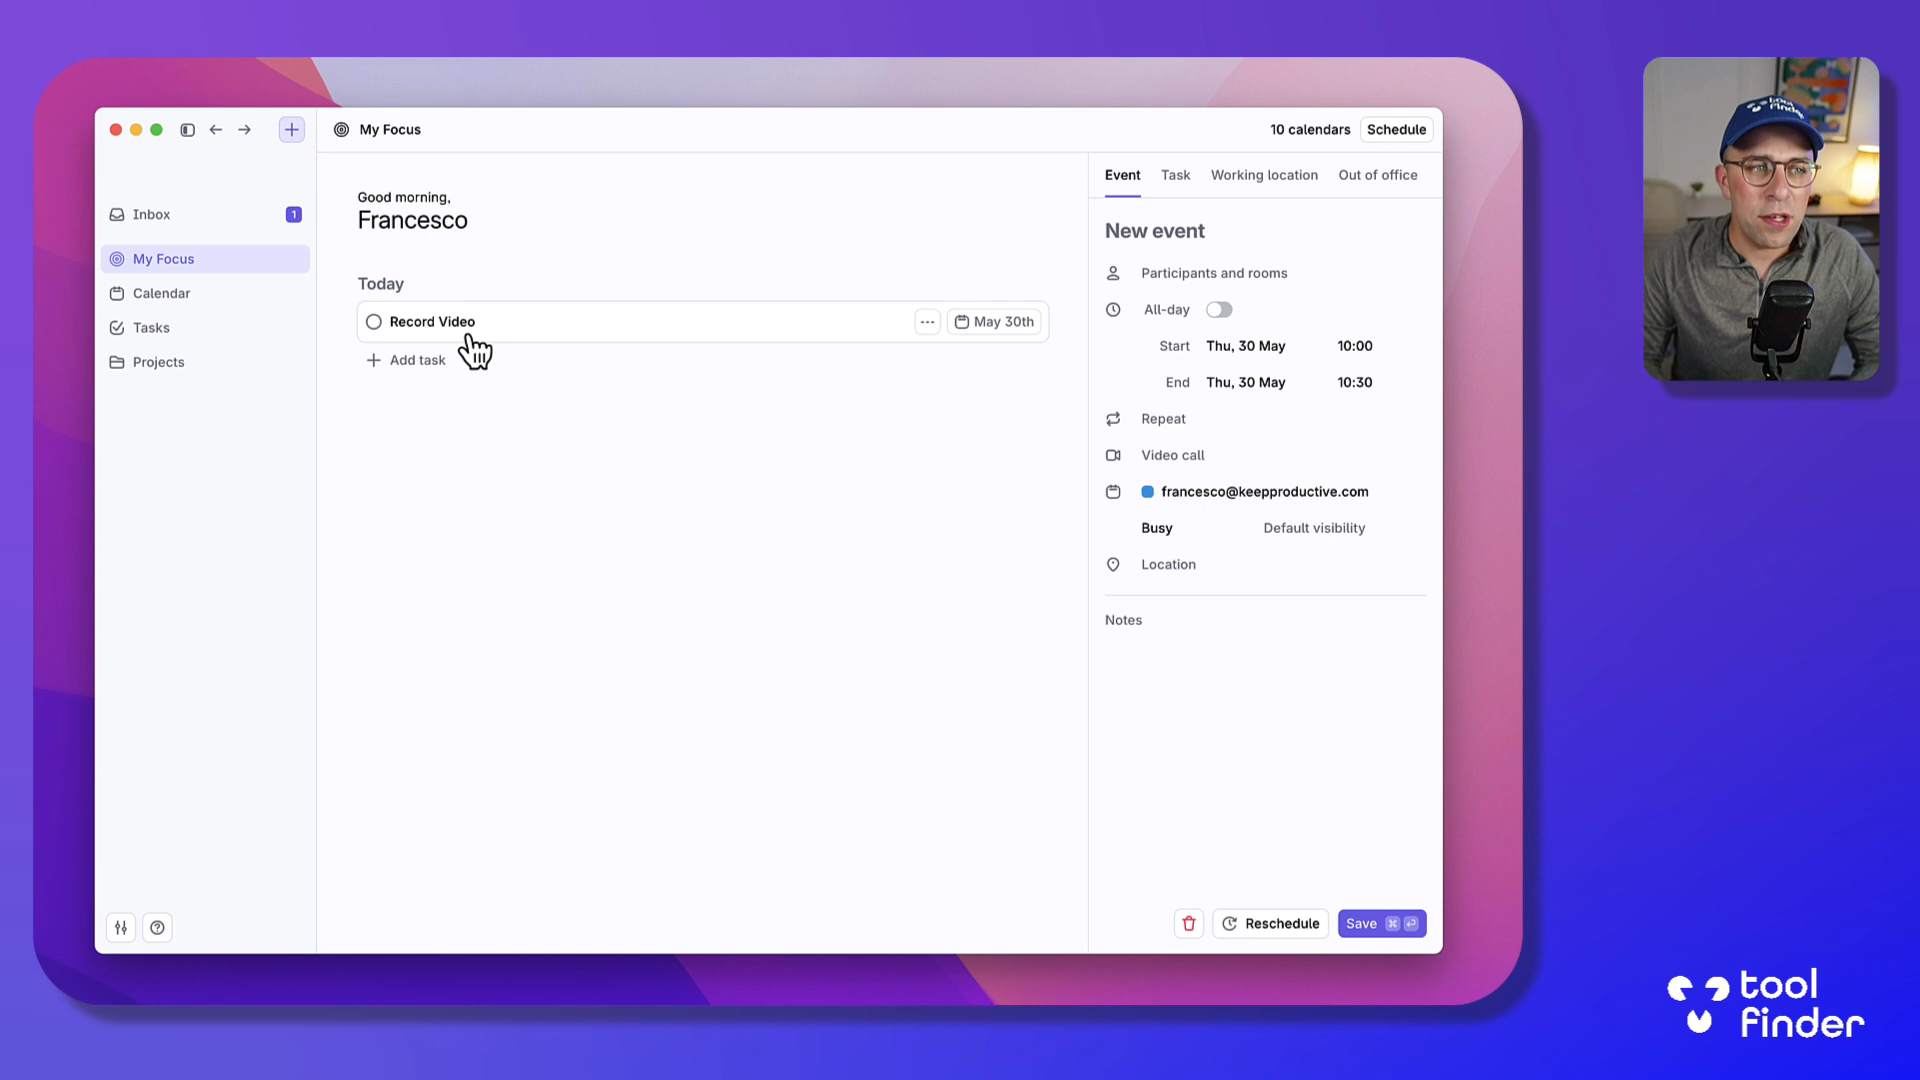 My Focus
10 calendars
Schedule
Inbox
1
My Focus
Calendar
Tasks
Projects
Good morning,
Francesco
Today
Record Video
May 30th
Add task
Event
Task
Working location
Out of office
New event
Participants and rooms
All-day
Start
Thu, 30 May
10:00
End
Thu, 30 May
10:30
Repeat
Video call
francesco@keepproductive.com
Busy
Default visibility
Location
Notes
Reschedule
Save
tool
finder
tool
finder